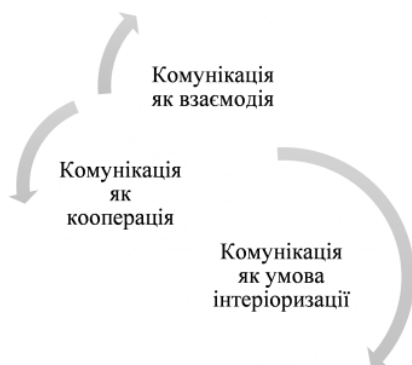 Комунікація
як взаємодія
Комунікація
як
кооперація
Комунікація
як умова
інтеріоризації